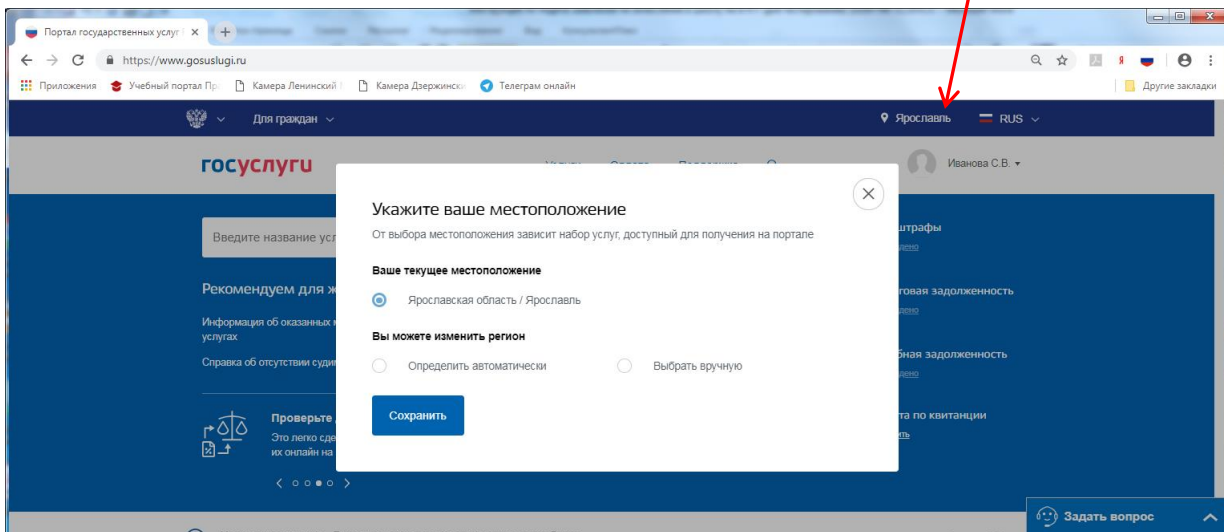 Портал государственных услуг
https://www.gosuslugi.ru
Приложения Учебный портал Пр Камера Ленинский Камера Дзержински Телеграм онлайн Другие закладки
Для граждан Ярославль RUS
госуслуги Иванова С.В.
Укажите ваше местоположение
От выбора местоположения зависит набор услуг, доступный для получения на портале
Ваше текущее местоположение
Ярославская область / Ярославль
Вы можете изменить регион
Определить автоматически Выбрать вручную
Сохранить
Введите название усл
Рекомендуем для ж
Информация об оказанных
услугах
Справка об отсутствии судим
Проверьте
Это легко сде
их онлайн на
штрафы
говая задолженность
бная задолженность
та по квитанции
Задать вопрос